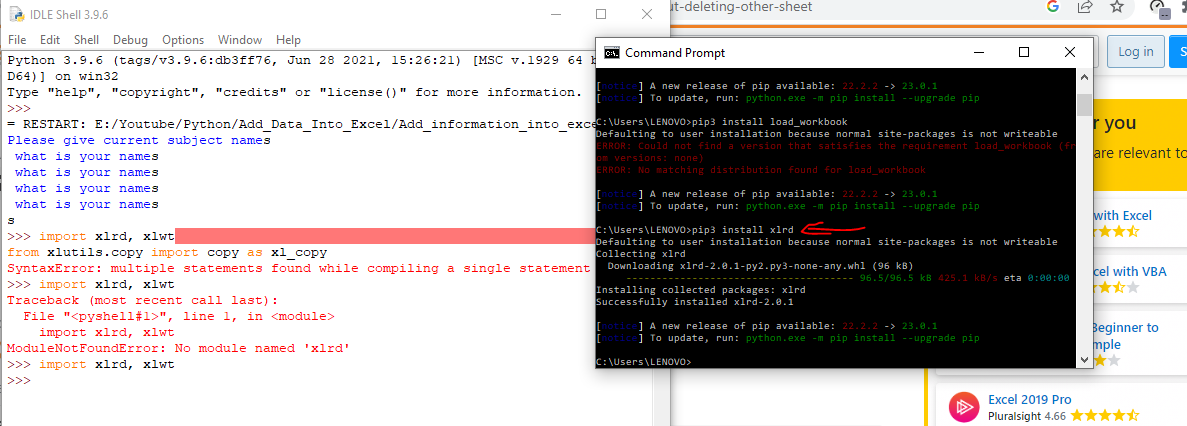 IDLE Shell 3.9.6
File Edit Shell Debug Options Window Help
Python 3.9.6 (tags/v3.9.6:db3ff76, Jun 28 2021, 15:26:21) [MSC v.1929 64 b
D64)] on win32
Type "help", "copyright", "credits" or "license()" for more information.
>>>
= RESTART: E:/Youtube/Python/Add_Data_Into_Excel/Add_information_into_exce
Please give current subject names
what is your names
what is your names
what is your names
what is your names
s
>>> import xlrd, xlwt
from xlutils.copy import copy as xl_copy
SyntaxError: multiple statements found while compiling a single statement
>>> import xlrd, xlwt
Traceback (most recent call last):
File "<pyshell#1>", line 1, in <module>
import xlrd, xlwt
ModuleNotFoundError: No module named 'xlrd'
>>> import xlrd, xlwt
>>>
Command Prompt
[notice] A new release of pip available: 22.2.2 -> 23.0.1
[notice] To update, run: python.exe -m pip install --upgrade pip
C:\Users\LENOVO>pip3 install load_workbook
Defaulting to user installation because normal site-packages is not writeable
ERROR: Could not find a version that satisfies the requirement load_workbook (fr
om versions: none)
ERROR: No matching distribution found for load_workbook
[notice] A new release of pip available: 22.2.2 -> 23.0.1
[notice] To update, run: python.exe -m pip install --upgrade pip
C:\Users\LENOVO>pip3 install xlrd
Defaulting to user installation because normal site-packages is not writeable
Collecting xlrd
Downloading xlrd-2.0.1-py2.py3-none-any.whl (96 kB)
---------------------------------------- 96.5/96.5 kB 425.1 kB/s eta 0:00:00
Installing collected packages: xlrd
Successfully installed xlrd-2.0.1
[notice] A new release of pip available: 22.2.2 -> 23.0.1
[notice] To update, run: python.exe -m pip install --upgrade pip
C:\Users\LENOVO>
ut-deleting-other-sheet
Log in
S
r you
are relevant to
with Excel
cel with VBA
Beginner to
mple
Excel 2019 Pro
Pluralsight 4.66